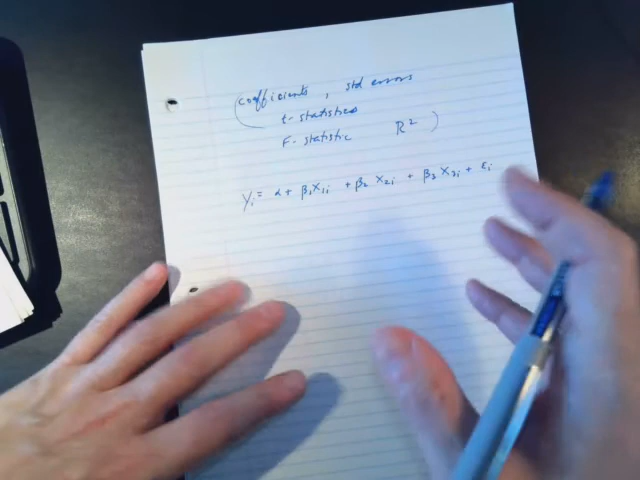 (coefficients, std errors
t-statistics
F-statistic R²)
Yᵢ = α + β₁X₁ᵢ + β₂ X₂ᵢ + β₃ X₃ᵢ + εᵢ